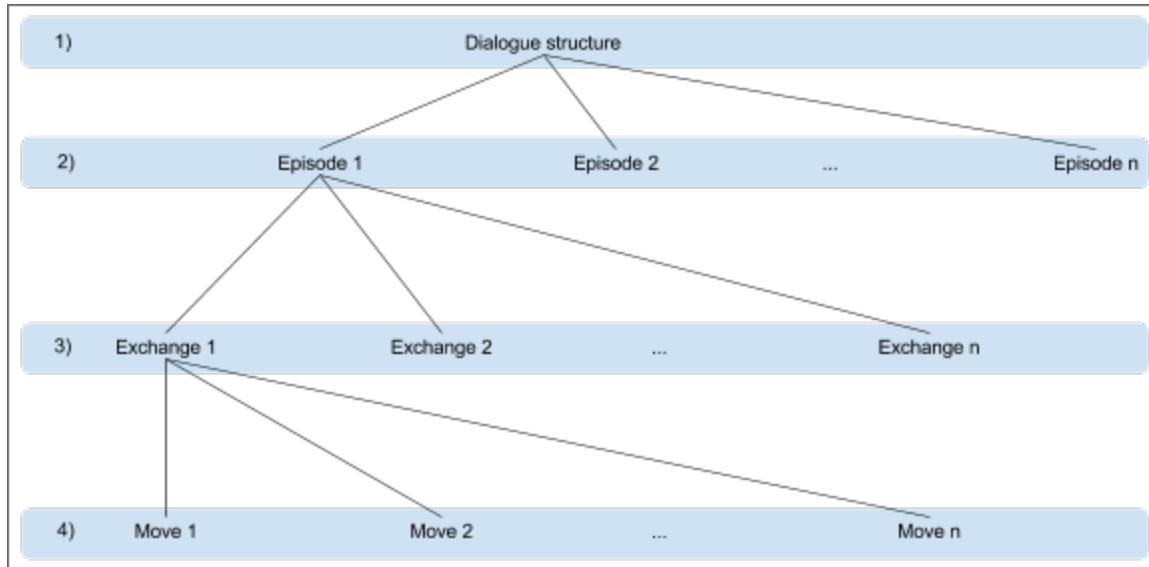 1) Dialogue structure
2) Episode 1 Episode 2 ... Episode n
3) Exchange 1 Exchange 2 ... Exchange n
4) Move 1 Move 2 ... Move n